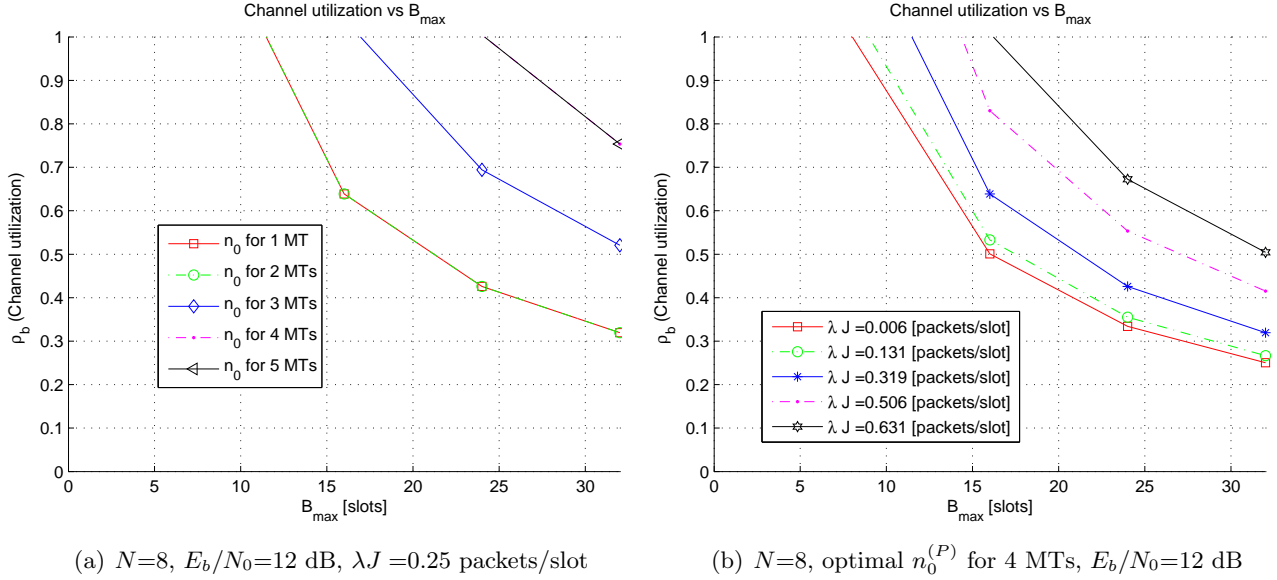 Channel utilization vs B_max
ρ_b (Channel utilization)
1
0.9
0.8
0.7
0.6
0.5
0.4
0.3
0.2
0.1
0
n_0 for 1 MT
n_0 for 2 MTs
n_0 for 3 MTs
n_0 for 4 MTs
n_0 for 5 MTs
0 5 10 15 20 25 30
B_max [slots]
(a) N=8, E_b/N_0=12 dB, λJ =0.25 packets/slot
Channel utilization vs B_max
ρ_b (Channel utilization)
1
0.9
0.8
0.7
0.6
0.5
0.4
0.3
0.2
0.1
0
λ J =0.006 [packets/slot]
λ J =0.131 [packets/slot]
λ J =0.319 [packets/slot]
λ J =0.506 [packets/slot]
λ J =0.631 [packets/slot]
0 5 10 15 20 25 30
B_max [slots]
(b) N=8, optimal n_0^(P) for 4 MTs, E_b/N_0=12 dB